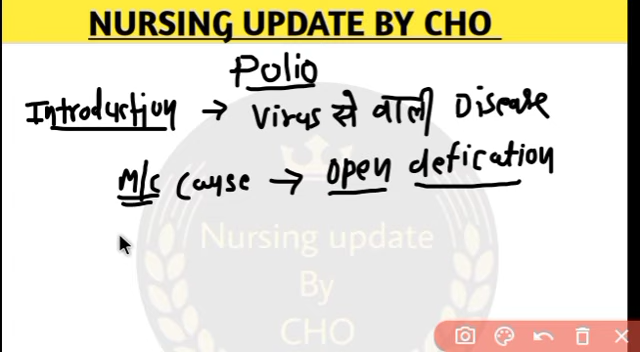 NURSING UPDATE BY CHO
Polio
Introduction → Virus से वाली Disease
M/c cause → open defication
Nursing update
By
CHO